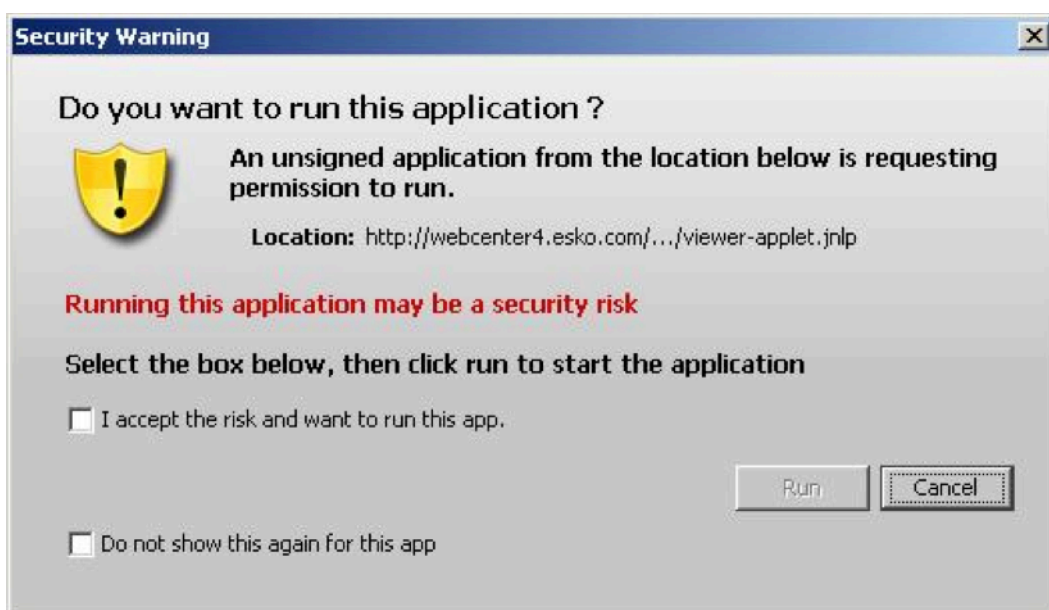 Security Warning
Do you want to run this application ?
An unsigned application from the location below is requesting
permission to run.
Location: http://webcenter4.esko.com/.../viewer-applet.jnlp
Running this application may be a security risk
Select the box below, then click run to start the application
I accept the risk and want to run this app.
Run Cancel
Do not show this again for this app